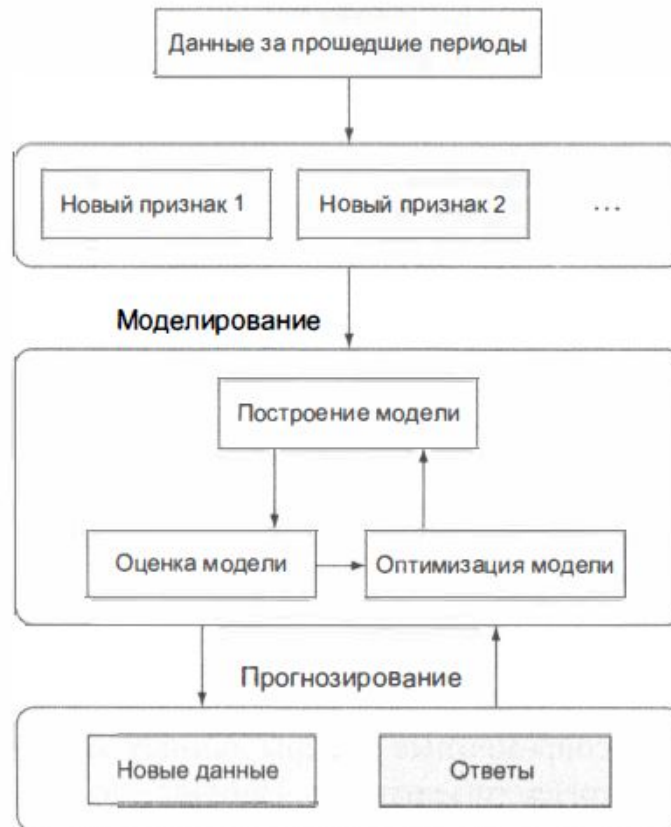 Данные за прошедшие периоды
Новый признак 1
Новый признак 2
...
Моделирование
Построение модели
Оценка модели
Оптимизация модели
Прогнозирование
Новые данные
Ответы